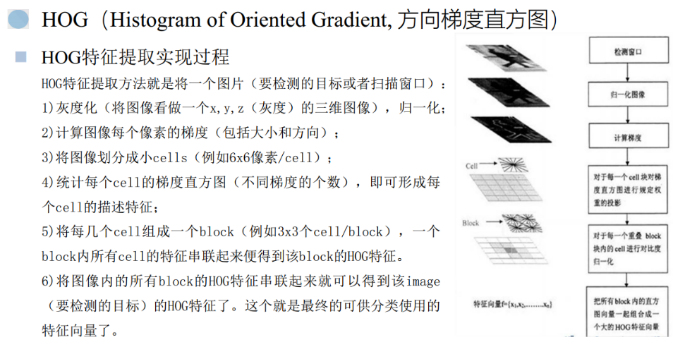 HOG（Histogram of Oriented Gradient, 方向梯度直方图）
HOG特征提取实现过程
HOG特征提取方法就是将一个图片（要检测的目标或者扫描窗口）：
1)灰度化（将图像看做一个x,y,z（灰度）的三维图像），归一化；
2)计算图像每个像素的梯度（包括大小和方向）；
3)将图像划分成小cells（例如6x6像素/cell）；
4)统计每个cell的梯度直方图（不同梯度的个数），即可形成每
个cell的描述特征；
5)将每几个cell组成一个block（例如3x3个cell/block），一个
block内所有cell的特征串联起来便得到该block的HOG特征。
6)将图像内的所有block的HOG特征串联起来就可以得到该image
（要检测的目标）的HOG特征了。这个就是最终的可供分类使用的
特征向量了。
检测窗口
归一化图像
计算梯度
Cell
对于每一个cell块对梯
度直方图进行规定权
重的投影
Block
对于每一个重叠 block
块内的cell进行对比度
归一化
特征向量f={x₁,x₂,……,xₙ}
把所有block内的直方
图向量一起组合成一
个大的HOG特征向量